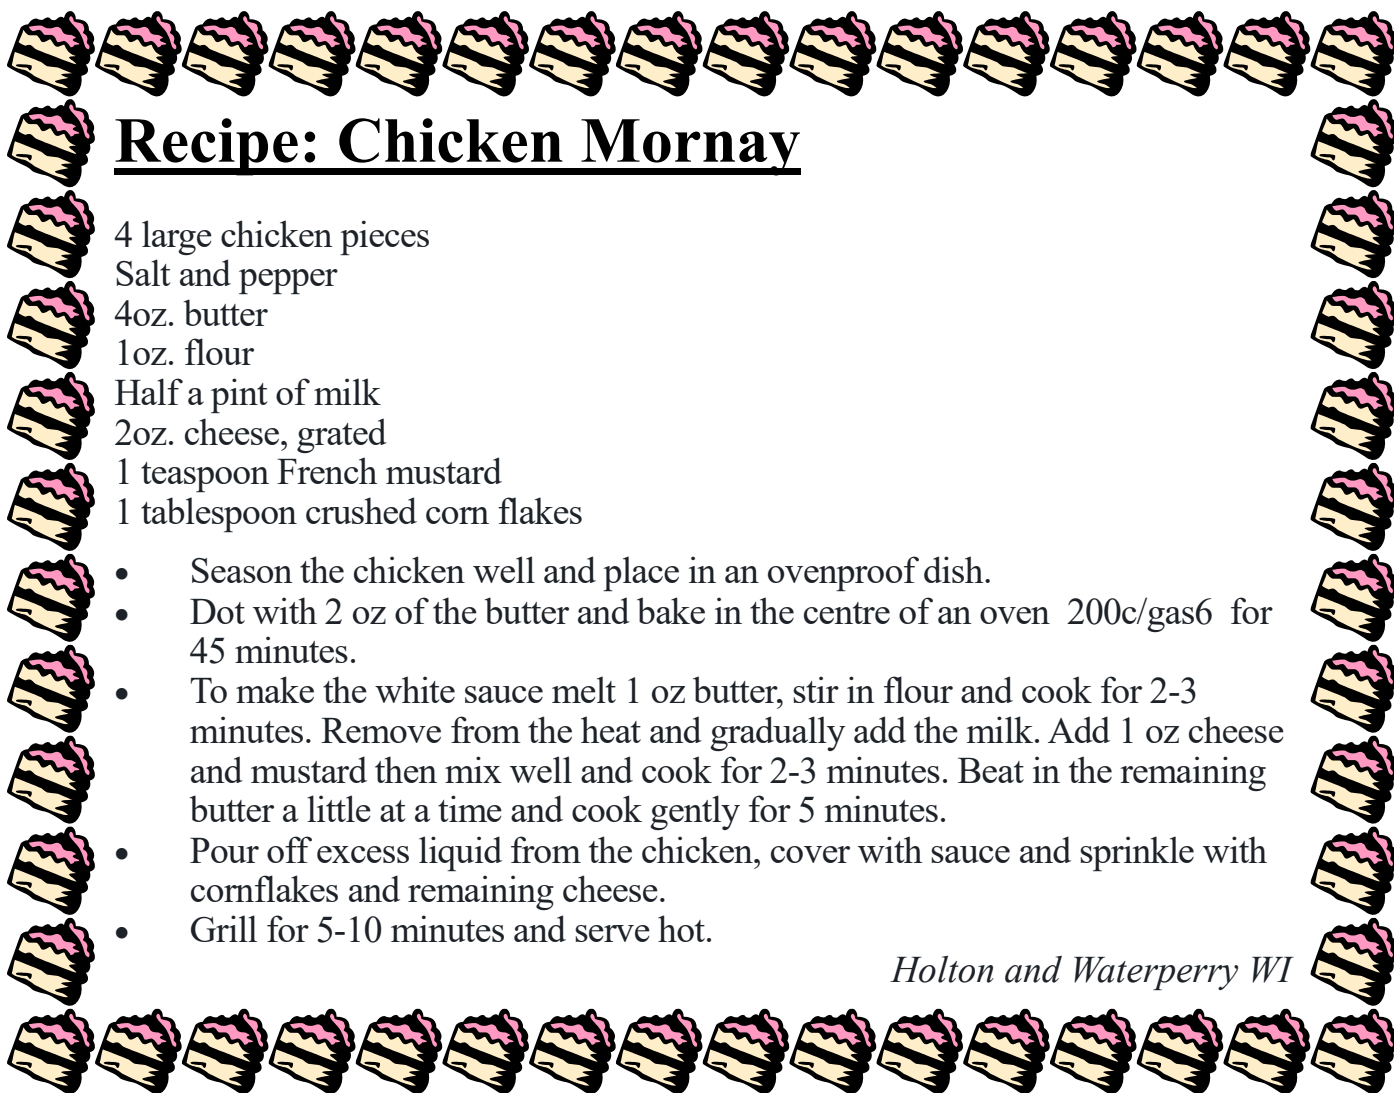 Recipe: Chicken Mornay
4 large chicken pieces
Salt and pepper
4oz. butter
1oz. flour
Half a pint of milk
2oz. cheese, grated
1 teaspoon French mustard
1 tablespoon crushed corn flakes
• Season the chicken well and place in an ovenproof dish.
• Dot with 2 oz of the butter and bake in the centre of an oven  200c/gas6  for
45 minutes.
• To make the white sauce melt 1 oz butter, stir in flour and cook for 2-3
minutes. Remove from the heat and gradually add the milk. Add 1 oz cheese
and mustard then mix well and cook for 2-3 minutes. Beat in the remaining
butter a little at a time and cook gently for 5 minutes.
• Pour off excess liquid from the chicken, cover with sauce and sprinkle with
cornflakes and remaining cheese.
• Grill for 5-10 minutes and serve hot.
Holton and Waterperry WI